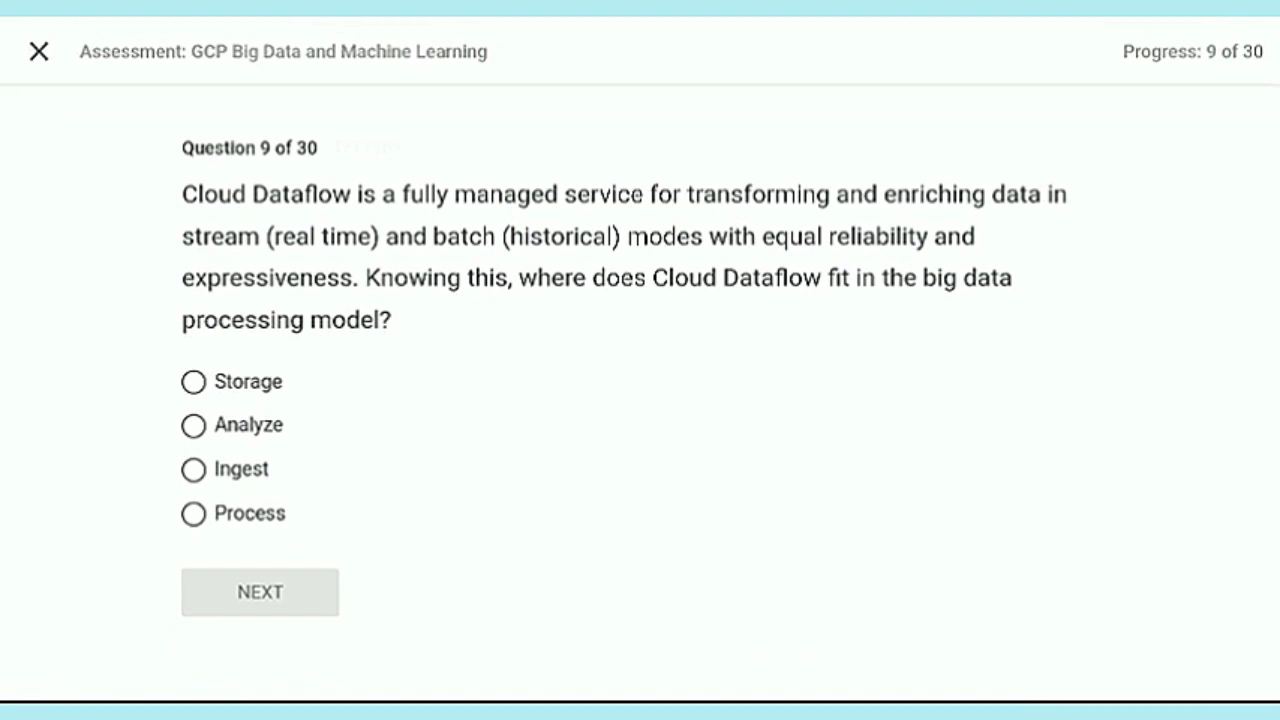 Assessment: GCP Big Data and Machine Learning
Progress: 9 of 30
Question 9 of 30
Cloud Dataflow is a fully managed service for transforming and enriching data in
stream (real time) and batch (historical) modes with equal reliability and
expressiveness. Knowing this, where does Cloud Dataflow fit in the big data
processing model?
Storage
Analyze
Ingest
Process
NEXT